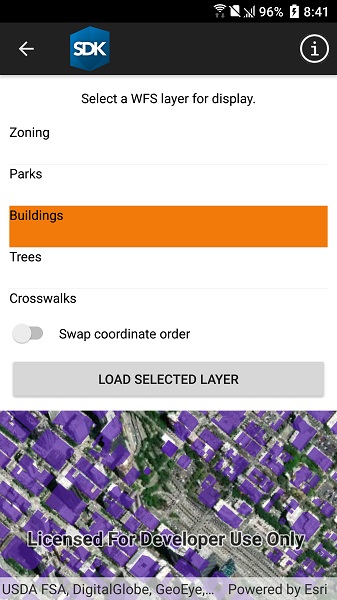 96% 8:41
SDK
Select a WFS layer for display.
Zoning
Parks
Buildings
Trees
Crosswalks
Swap coordinate order
LOAD SELECTED LAYER
Licensed For Developer Use Only
USDA FSA, DigitalGlobe, GeoEye,... Powered by Esri